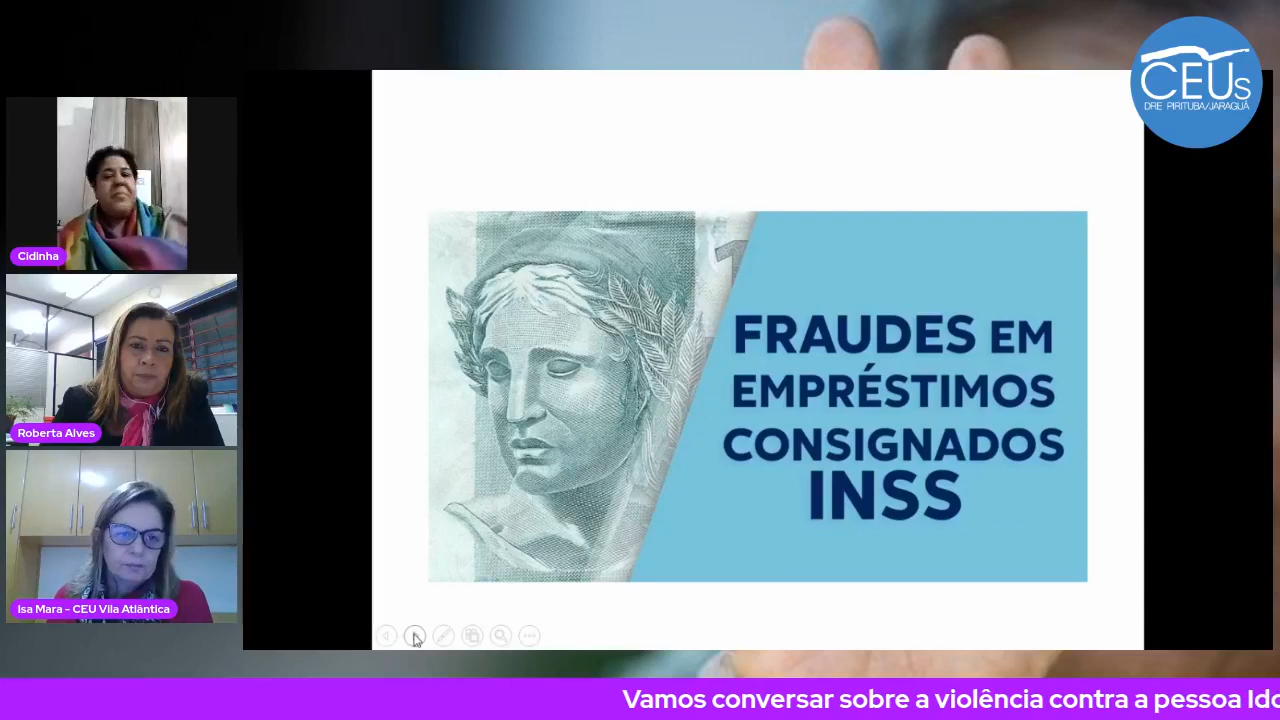 CEUs
DRE PIRITUBA/JARAGUÁ
Cidinha
Roberta Alves
Isa Mara - CEU Vila Atlântica
FRAUDES EM
EMPRÉSTIMOS
CONSIGNADOS
INSS
Vamos conversar sobre a violência contra a pessoa Ido